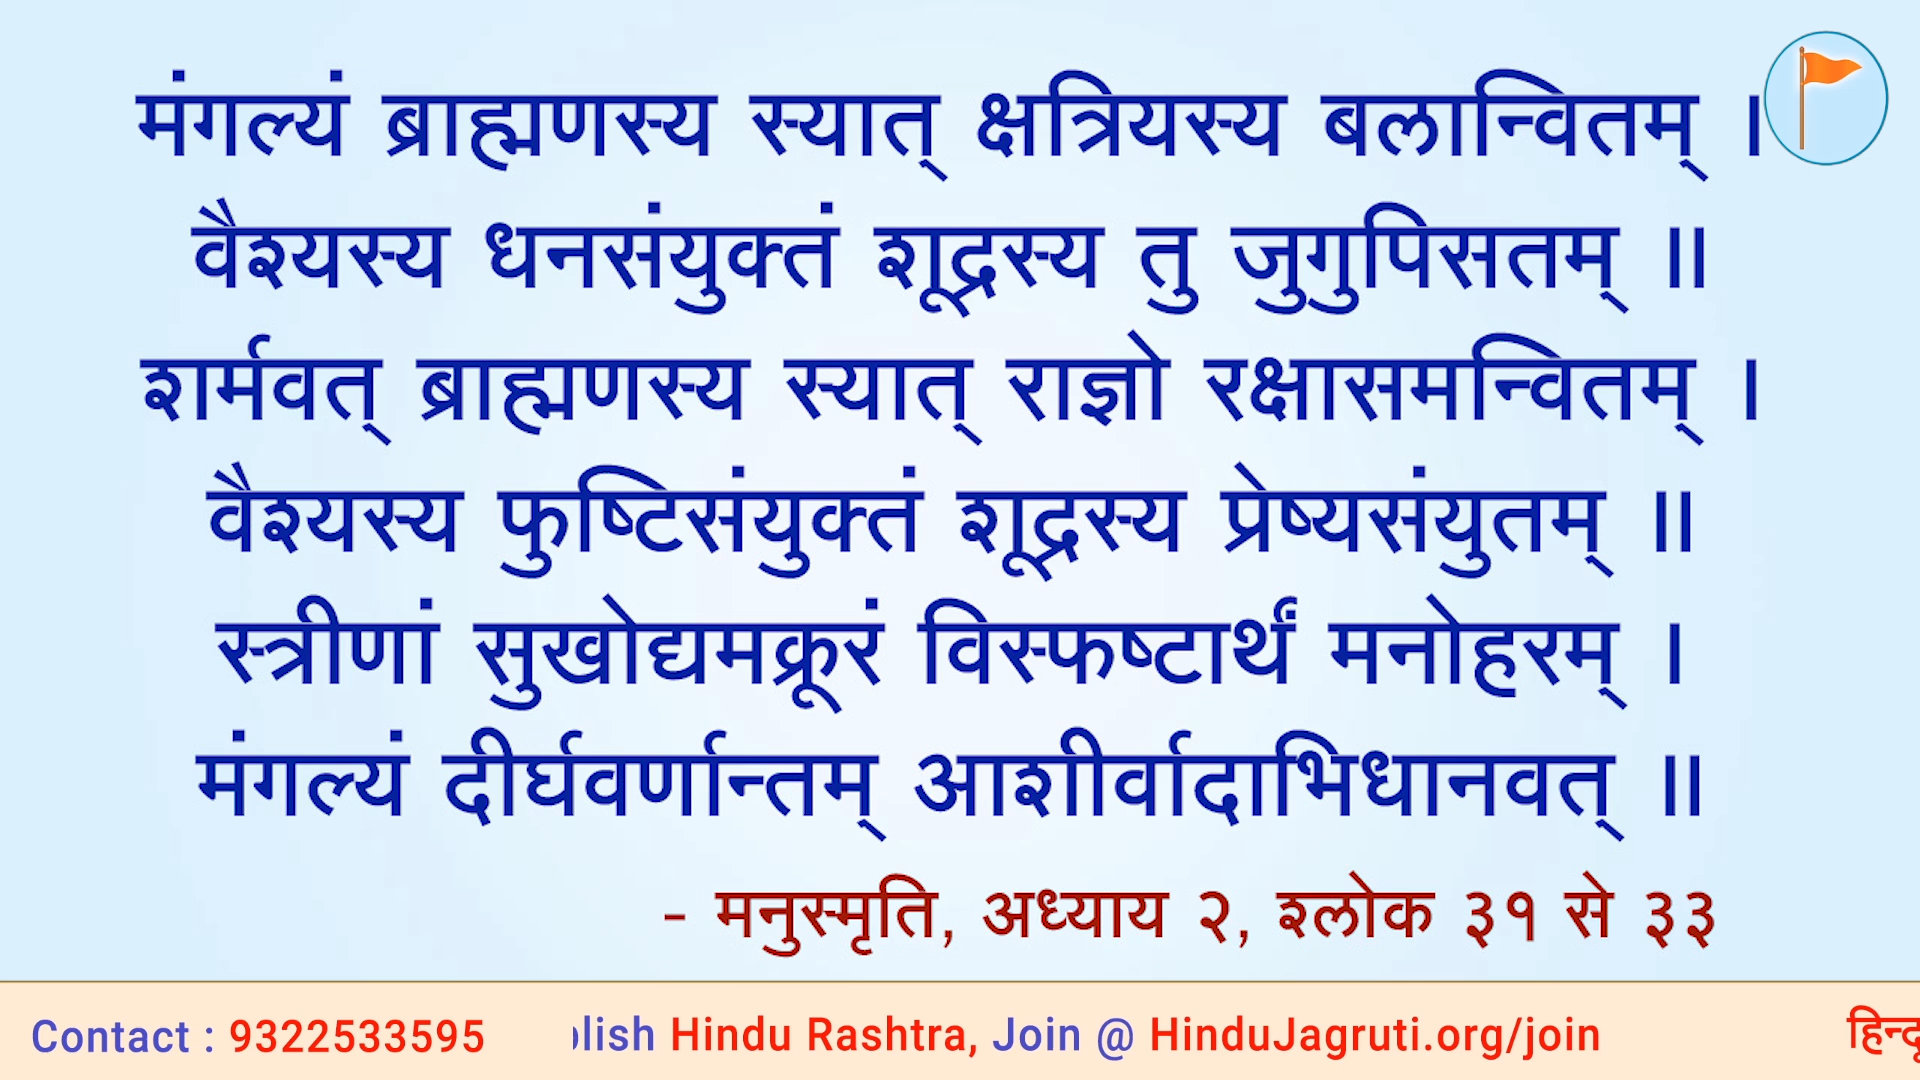 मंगल्यं ब्राह्मणस्य स्यात् क्षत्रियस्य बलान्वितम् ।
वैश्यस्य धनसंयुक्तं शूद्रस्य तु जुगुपिसतम् ॥
शर्मवत् ब्राह्मणस्य स्यात् राज्ञो रक्षासमन्वितम् ।
वैश्यस्य फुष्टिसंयुक्तं शूद्रस्य प्रेष्यसंयुतम् ॥
स्त्रीणां सुखोद्यमक्रूरं विस्फष्टार्थं मनोहरम् ।
मंगल्यं दीर्घवर्णान्तम् आशीर्वादाभिधानवत् ॥
- मनुस्मृति, अध्याय २, श्लोक ३१ से ३३
Contact : 9322533595 lish Hindu Rashtra, Join @ HinduJagruti.org/join हिन्दू